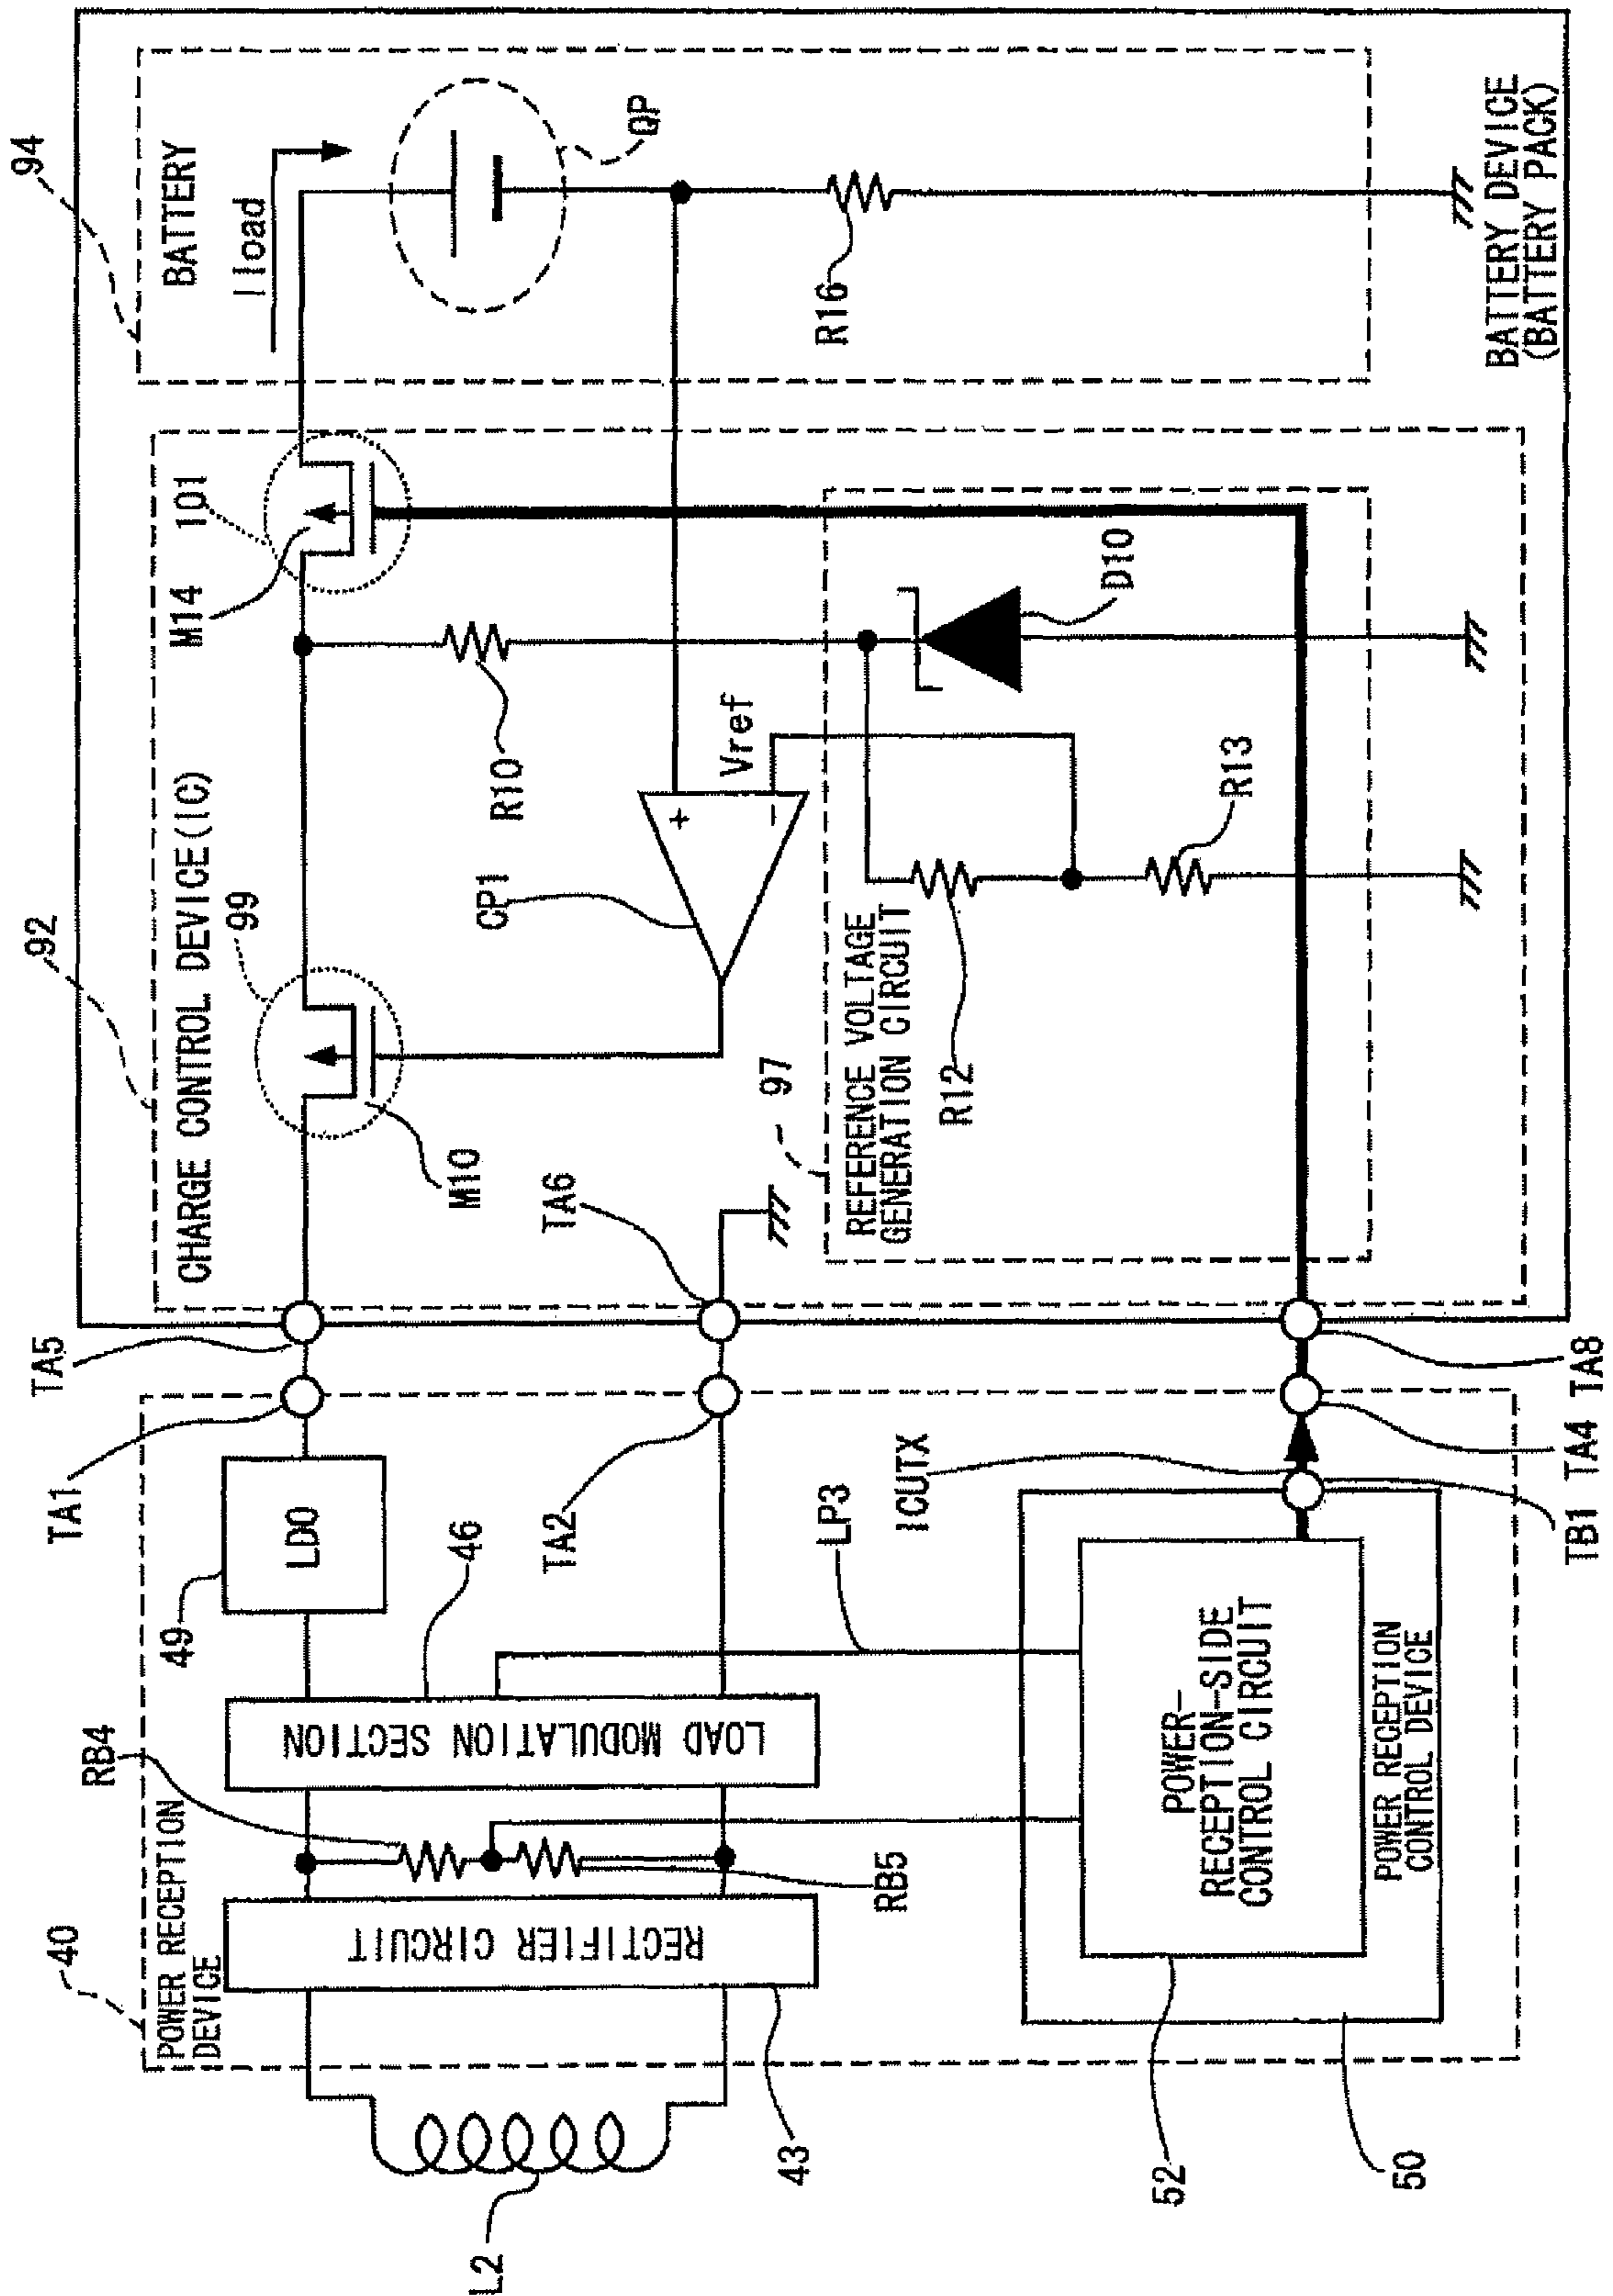 94
BATTERY
Iload
QP
R16
BATTERY DEVICE
(BATTERY PACK)
92
CHARGE CONTROL DEVICE(IC)
101
M14
99
M10
R10
CP1
+
-
Vref
D10
R12
R13
97
REFERENCE VOLTAGE
GENERATION CIRCUIT
TA5
TA6
TA8
TA1
TA2
TA4
TB1
ICUTX
LDO
49
46
LOAD MODULATION SECTION
LP3
RB4
RB5
40
POWER RECEPTION
DEVICE
RECTIFIER CIRCUIT
43
L2
POWER-
RECEPTION-SIDE
CONTROL CIRCUIT
POWER RECEPTION
CONTROL DEVICE
52
50